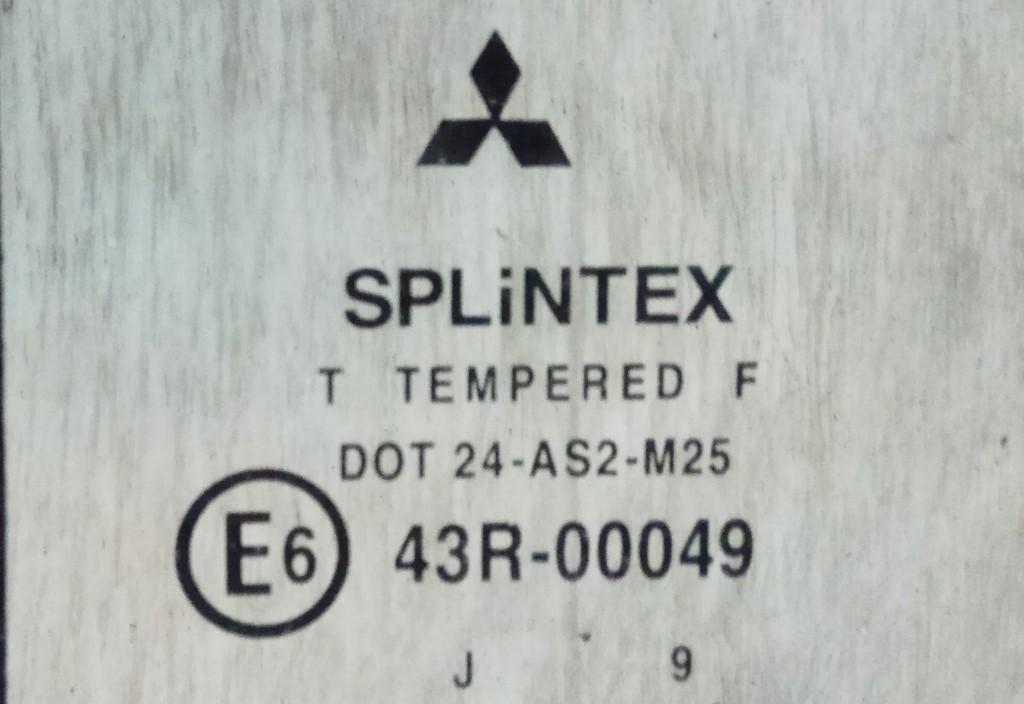 SPLiNTEX
T TEMPERED F
DOT 24-AS2-M25
E6 43R-00049
J 9